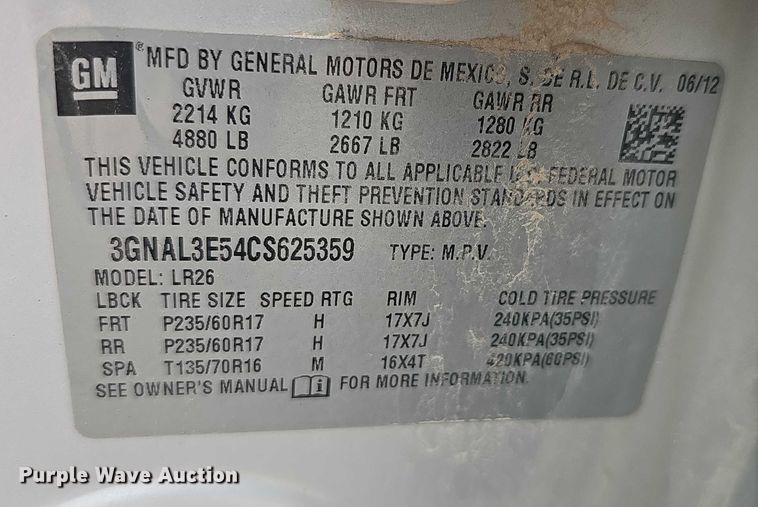 GM ® MFD BY GENERAL MOTORS DE MEXICO, S. DE R.L. DE C.V. 06/12
GVWR GAWR FRT GAWR RR
2214 KG 1210 KG 1280 KG
4880 LB 2667 LB 2822 LB
THIS VEHICLE CONFORMS TO ALL APPLICABLE U.S. FEDERAL MOTOR
VEHICLE SAFETY AND THEFT PREVENTION STANDARDS IN EFFECT ON
THE DATE OF MANUFACTURE SHOWN ABOVE.
3GNAL3E54CS625359 TYPE: M.P.V.
MODEL: LR26
LBCK TIRE SIZE SPEED RTG RIM COLD TIRE PRESSURE
FRT P235/60R17 H 17X7J 240KPA(35PSI)
RR P235/60R17 H 17X7J 240KPA(35PSI)
SPA T135/70R16 M 16X4T 420KPA(60PSI)
SEE OWNER'S MANUAL i FOR MORE INFORMATION.
Purple Wave Auction